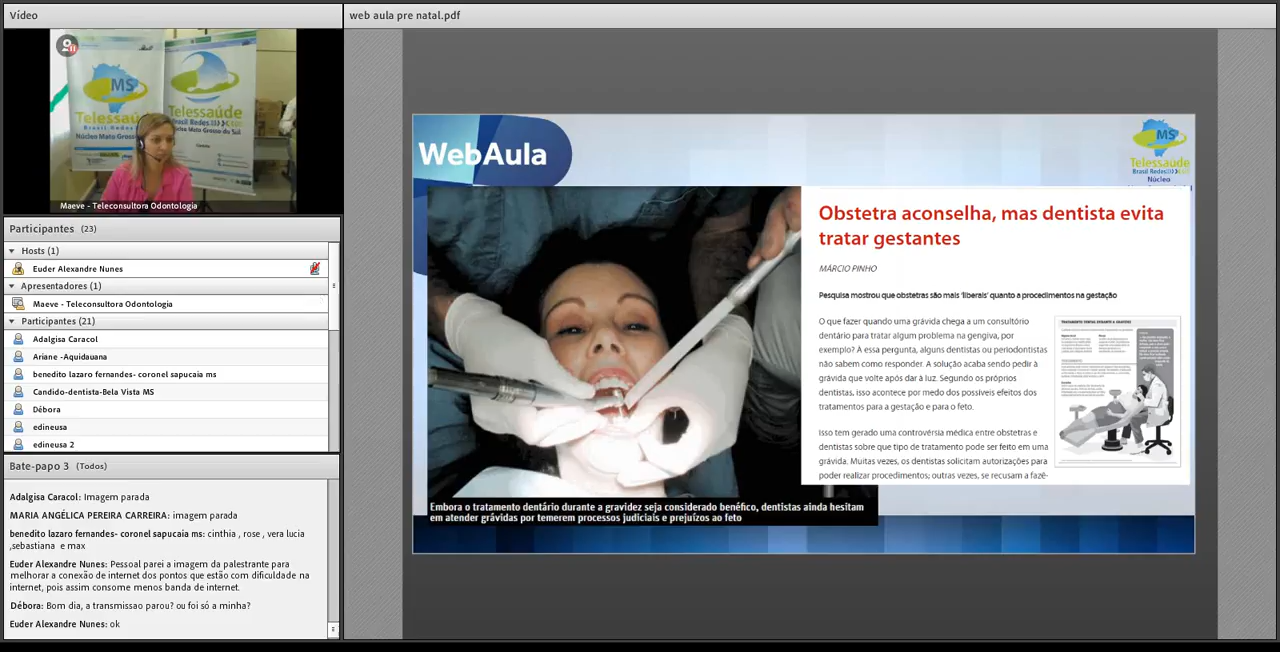 Vídeo
MS
Telessaúde
Maeve - Teleconsultora Odontologia
Participantes (23)
Hosts (1)
Euder Alexandre Nunes
Apresentadores (1)
Maeve - Teleconsultora Odontologia
Participantes (21)
Adalgisa Caracol
Ariane -Aquidauana
benedito lazaro fernandes- coronel sapucaia ms
Candido-dentista-Bela Vista MS
Débora
edineusa
edineusa 2
Bate-papo 3 (Todos)
Adalgisa Caracol: Imagem parada
MARIA ANGÉLICA PEREIRA CARREIRA: imagem parada
benedito lazaro fernandes- coronel sapucaia ms: cinthia , rose , vera lucia
,sebastiana e max
Euder Alexandre Nunes: Pessoal parei a imagem da palestrante para
melhorar a conexão de internet dos pontos que estão com dificuldade na
internet, pois assim consome menos banda de internet.
Débora: Bom dia, a transmissao parou? ou foi só a minha?
Euder Alexandre Nunes: ok
web aula pre natal.pdf
WebAula
MS
Telessaúde
Brasil Redes
Núcleo
Obstetra aconselha, mas dentista evita
tratar gestantes
MÁRCIO PINHO
Pesquisa mostrou que obstetras são mais 'liberais' quanto a procedimentos na gestação
O que fazer quando uma grávida chega a um consultório
dentário para tratar algum problema na gengiva, por
exemplo? A essa pergunta, alguns dentistas ou periodontistas
não sabem como responder. A solução acaba sendo pedir à
grávida que volte após dar à luz. Segundo os próprios
dentistas, isso acontece por medo dos possíveis efeitos dos
tratamentos para a gestação e para o feto.
Isso tem gerado uma controvérsia médica entre obstetras e
dentistas sobre que tipo de tratamento pode ser feito em uma
grávida. Muitas vezes, os dentistas solicitam autorizações para
poder realizar procedimentos; outras vezes, se recusam a fazê-
Embora o tratamento dentário durante a gravidez seja considerado benéfico, dentistas ainda hesitam
em atender grávidas por temerem processos judiciais e prejuízos ao feto